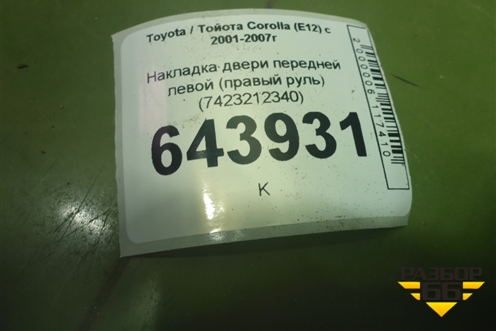 Toyota / Тойота Corolla (E12) с
2001-2007г
Накладка двери передней
левой (правый руль)
(7423212340)
643931
К
2000006117410
РАЗБОР
66